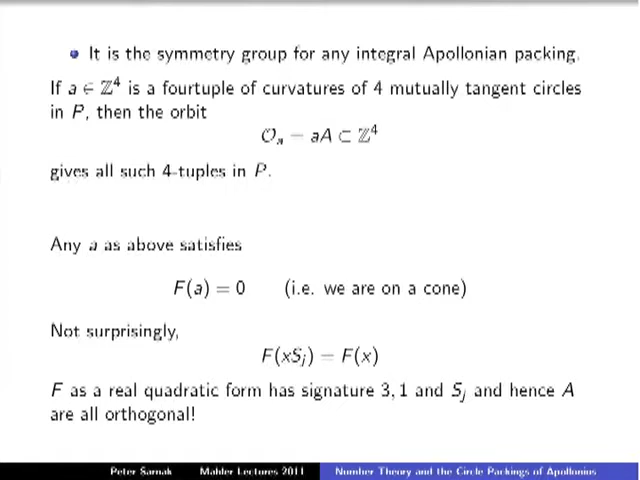 It is the symmetry group for any integral Apollonian packing.
If a ∈ ℤ⁴ is a fourtuple of curvatures of 4 mutually tangent circles
in P, then the orbit
𝒪ₐ = aA ⊂ ℤ⁴
gives all such 4-tuples in P.
Any a as above satisfies
F(a) = 0 (i.e. we are on a cone)
Not surprisingly,
F(xSⱼ) = F(x)
F as a real quadratic form has signature 3, 1 and Sⱼ and hence A
are all orthogonal!
Peter Sarnak Mahler Lectures 2011 Number Theory and the Circle Packings of Apollonius